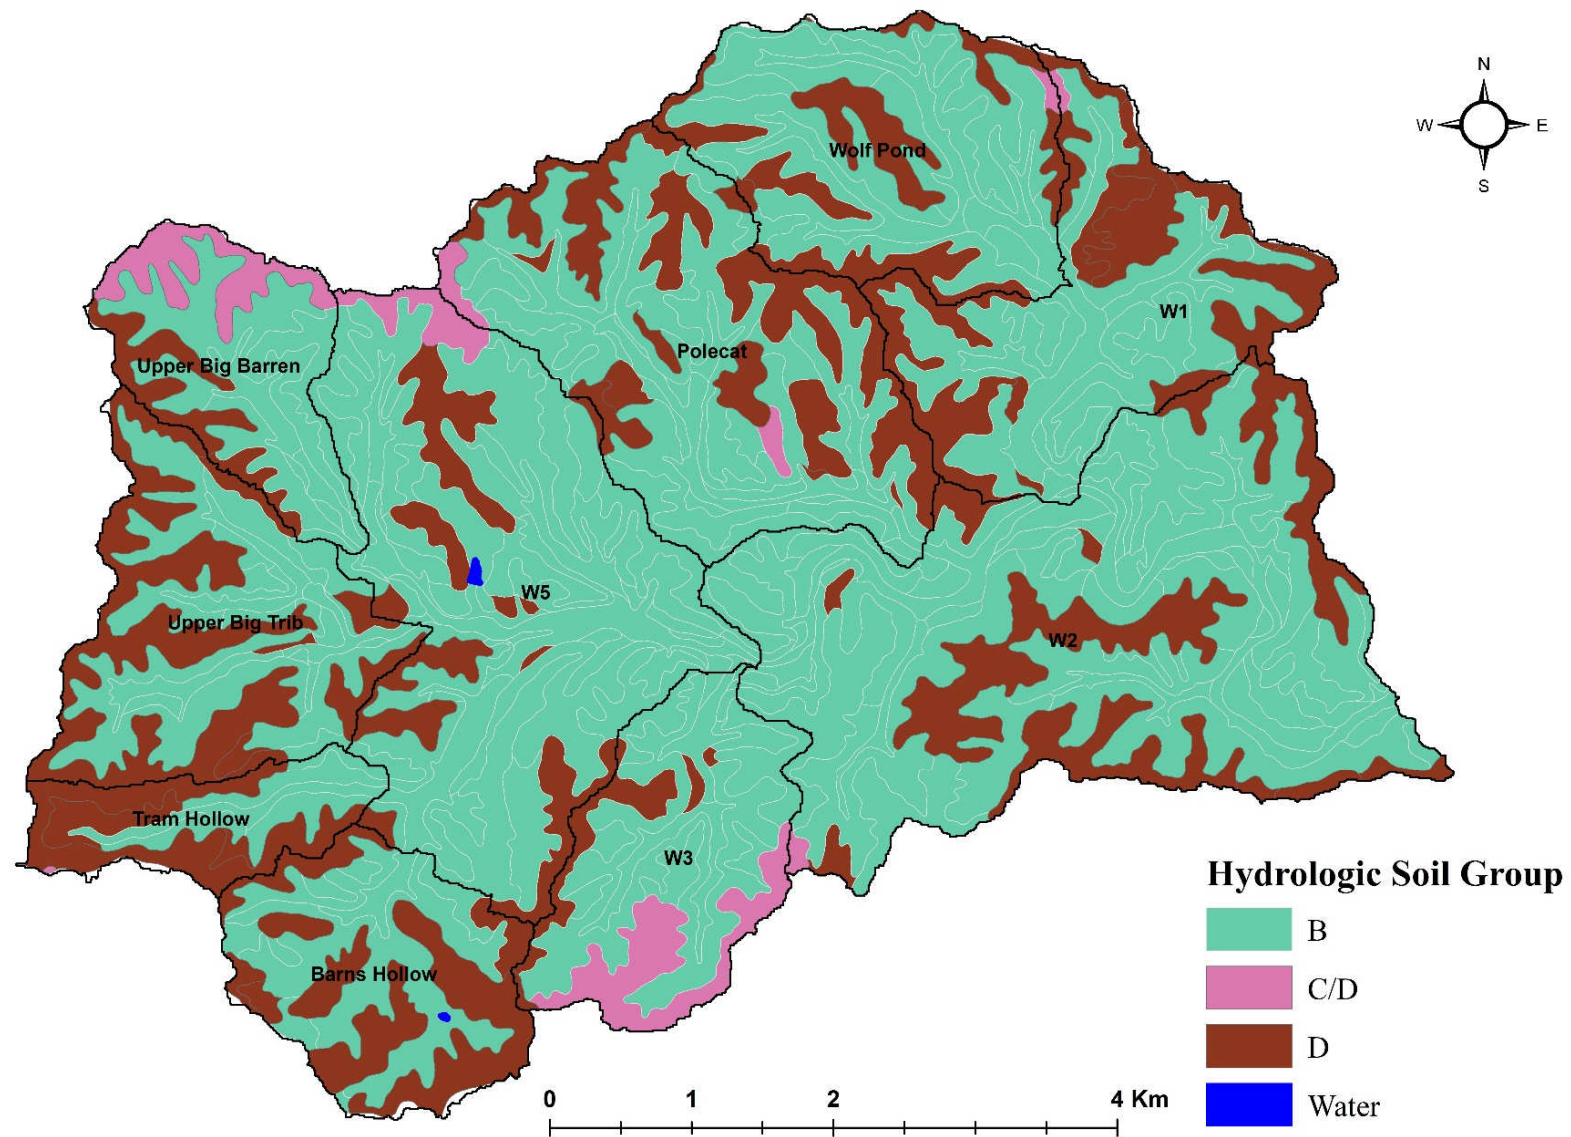 N
W E
S
Wolf Pond
W1
Polecat
Upper Big Barren
W5
Upper Big Trib
W2
Tram Hollow
W3
Barns Hollow
Hydrologic Soil Group
B
C/D
D
Water
0 1 2 4 Km